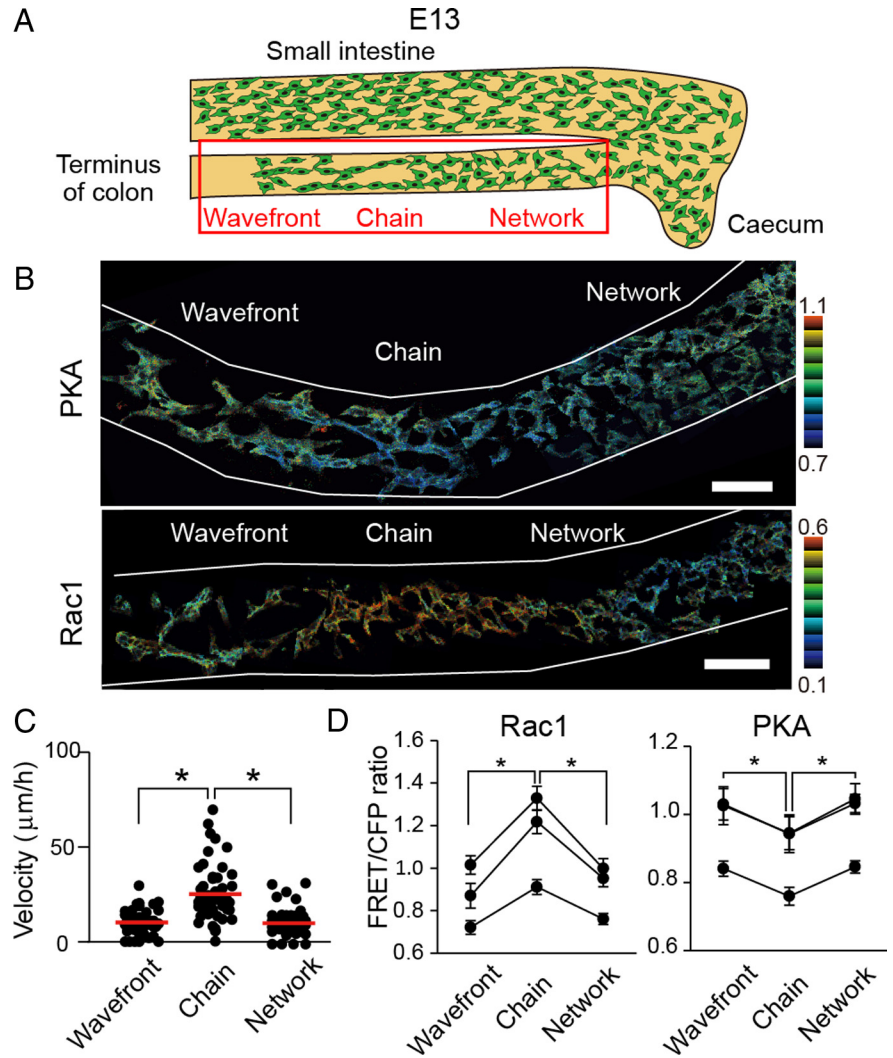 A
E13
Small intestine
Terminus
of colon
Wavefront Chain Network
Caecum
B
PKA
Wavefront
Chain
Network
1.1
0.7
Rac1
Wavefront Chain Network
0.6
0.1
C
Velocity (μm/h)
100
50
0
* *
Wavefront
Chain
Network
D
Rac1
FRET/CFP ratio
1.6
1.4
1.2
1.0
0.8
0.6
* *
Wavefront
Chain
Network
PKA
1.2
1.0
0.8
0.6
* *
Wavefront
Chain
Network